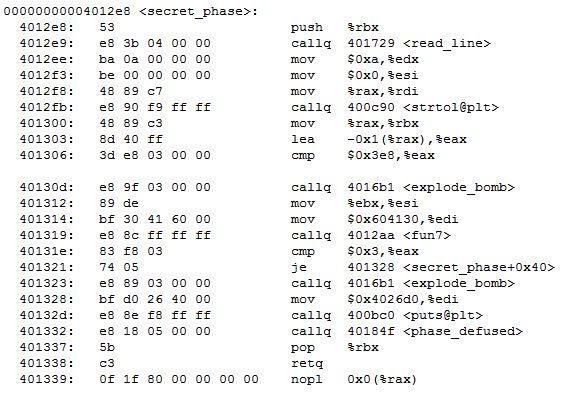 00000000004012e8 <secret_phase>:
4012e8: 53 push %rbx
4012e9: e8 3b 04 00 00 callq 401729 <read_line>
4012ee: ba 0a 00 00 00 mov $0xa,%edx
4012f3: be 00 00 00 00 mov $0x0,%esi
4012f8: 48 89 c7 mov %rax,%rdi
4012fb: e8 90 f9 ff ff callq 400c90 <strtol@plt>
401300: 48 89 c3 mov %rax,%rbx
401303: 8d 40 ff lea -0x1(%rax),%eax
401306: 3d e8 03 00 00 cmp $0x3e8,%eax
40130d: e8 9f 03 00 00 callq 4016b1 <explode_bomb>
401312: 89 de mov %ebx,%esi
401314: bf 30 41 60 00 mov $0x604130,%edi
401319: e8 8c ff ff ff callq 4012aa <fun7>
40131e: 83 f8 03 cmp $0x3,%eax
401321: 74 05 je 401328 <secret_phase+0x40>
401323: e8 89 03 00 00 callq 4016b1 <explode_bomb>
401328: bf d0 26 40 00 mov $0x4026d0,%edi
40132d: e8 8e f8 ff ff callq 400bc0 <puts@plt>
401332: e8 18 05 00 00 callq 40184f <phase_defused>
401337: 5b pop %rbx
401338: c3 retq
401339: 0f 1f 80 00 00 00 00 nopl 0x0(%rax)